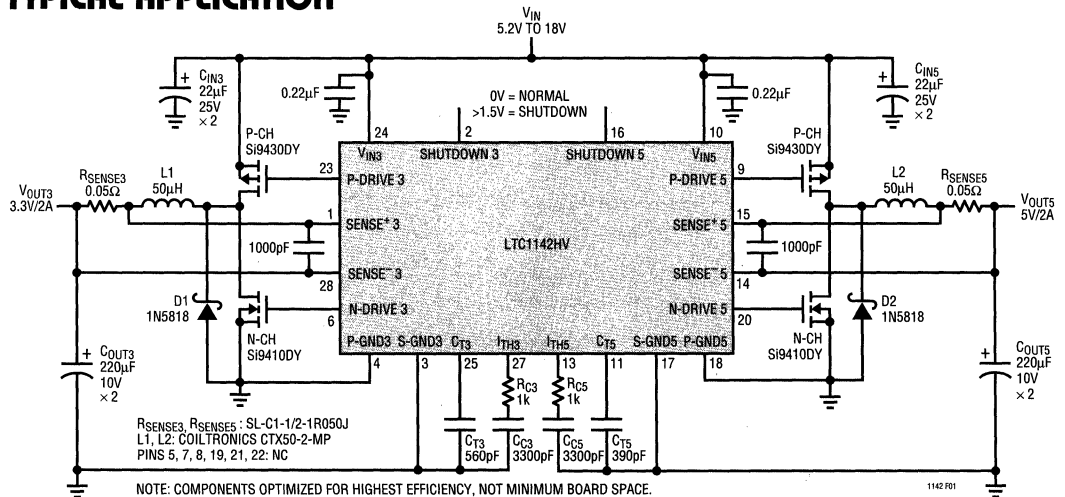 TYPICAL APPLICATION
VIN
5.2V TO 18V
+
CIN3
22µF
25V
× 2
0.22µF
0V = NORMAL
>1.5V = SHUTDOWN
0.22µF
+
CIN5
22µF
25V
× 2
P-CH
Si9430DY
24
2
16
10
P-CH
Si9430DY
VIN3
SHUTDOWN 3
SHUTDOWN 5
VIN5
VOUT3
3.3V/2A
RSENSE3
0.05Ω
L1
50µH
23
P-DRIVE 3
P-DRIVE 5
9
L2
50µH
RSENSE5
0.05Ω
VOUT5
5V/2A
1
SENSE+ 3
SENSE+ 5
15
1000pF
LTC1142HV
1000pF
SENSE– 3
SENSE– 5
28
14
D1
1N5818
N-DRIVE 3
N-DRIVE 5
D2
1N5818
6
20
N-CH
Si9410DY
P-GND3
S-GND3
CT3
ITH3
ITH5
CT5
S-GND5
P-GND5
N-CH
Si9410DY
4
3
25
27
13
11
17
18
+
COUT3
220µF
10V
× 2
RC3
1k
RC5
1k
+
COUT5
220µF
10V
× 2
CT3
560pF
CC3
3300pF
CC5
3300pF
CT5
390pF
RSENSE3, RSENSE5 : SL-C1-1/2-1R050J
L1, L2: COILTRONICS CTX50-2-MP
PINS 5, 7, 8, 19, 21, 22: NC
NOTE: COMPONENTS OPTIMIZED FOR HIGHEST EFFICIENCY, NOT MINIMUM BOARD SPACE.
1142 F01